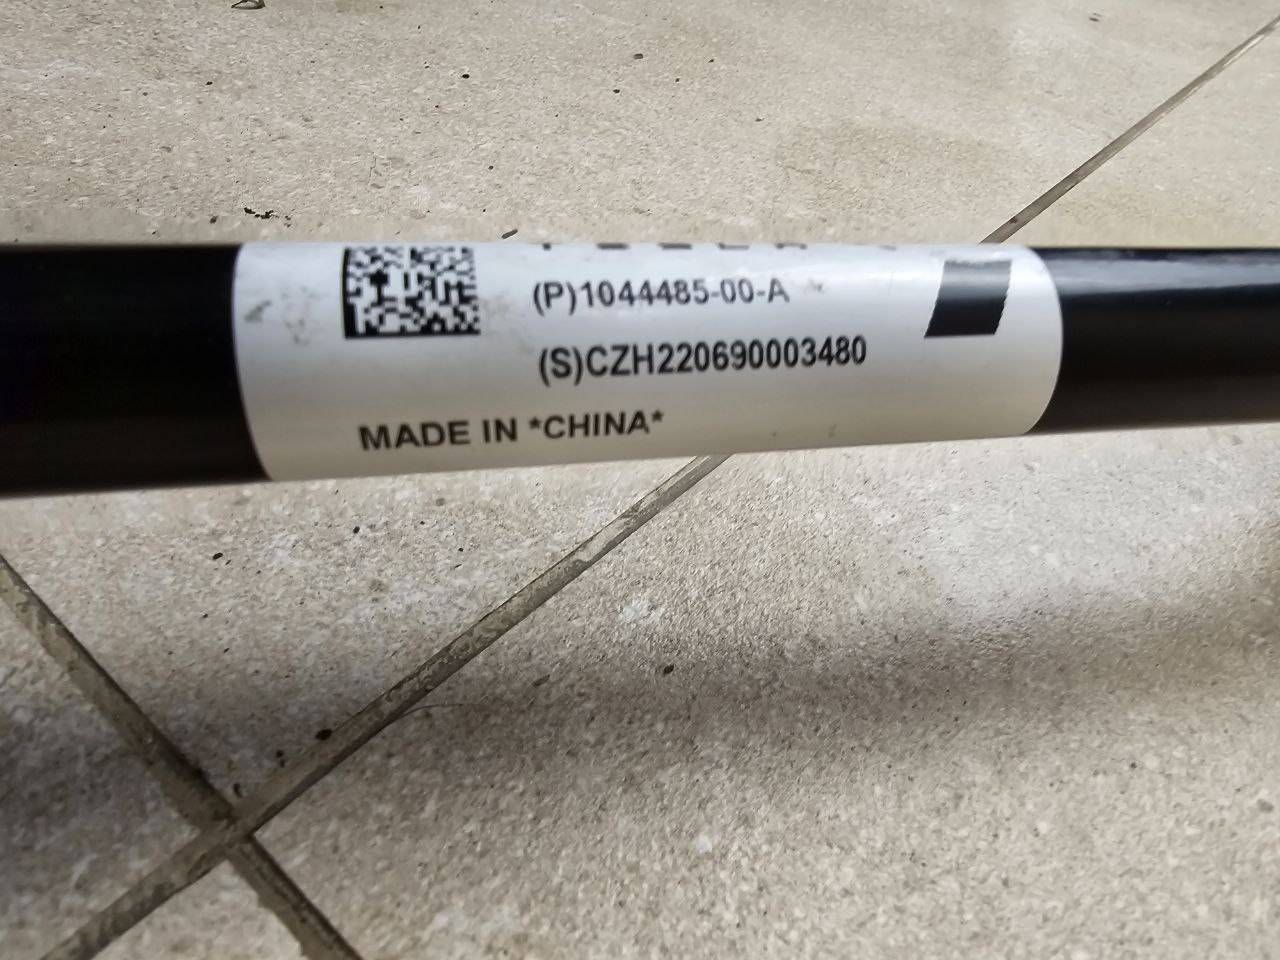 (P)1044485-00-A
(S)CZH220690003480
MADE IN *CHINA*